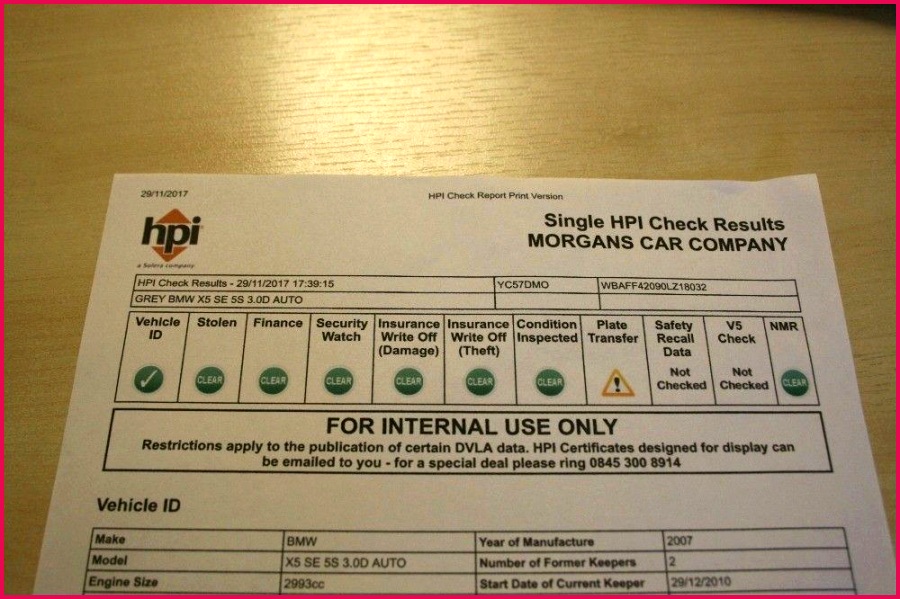 29/11/2017
HPI Check Report Print Version
hpi
a Solera company
Single HPI Check Results
MORGANS CAR COMPANY
HPI Check Results - 29/11/2017 17:39:15 YC57DMO WBAFF42090LZ18032
GREY BMW X5 SE 5S 3.0D AUTO
Vehicle ID
Stolen
Finance
Security Watch
Insurance Write Off (Damage)
Insurance Write Off (Theft)
Condition Inspected
Plate Transfer
Safety Recall Data
V5 Check
NMR
CLEAR CLEAR CLEAR CLEAR CLEAR CLEAR ! Not Checked Not Checked CLEAR
FOR INTERNAL USE ONLY
Restrictions apply to the publication of certain DVLA data. HPI Certificates designed for display can
be emailed to you - for a special deal please ring 0845 300 8914
Vehicle ID
Make BMW Year of Manufacture 2007
Model X5 SE 5S 3.0D AUTO Number of Former Keepers 2
Engine Size 2993cc Start Date of Current Keeper 29/12/2010